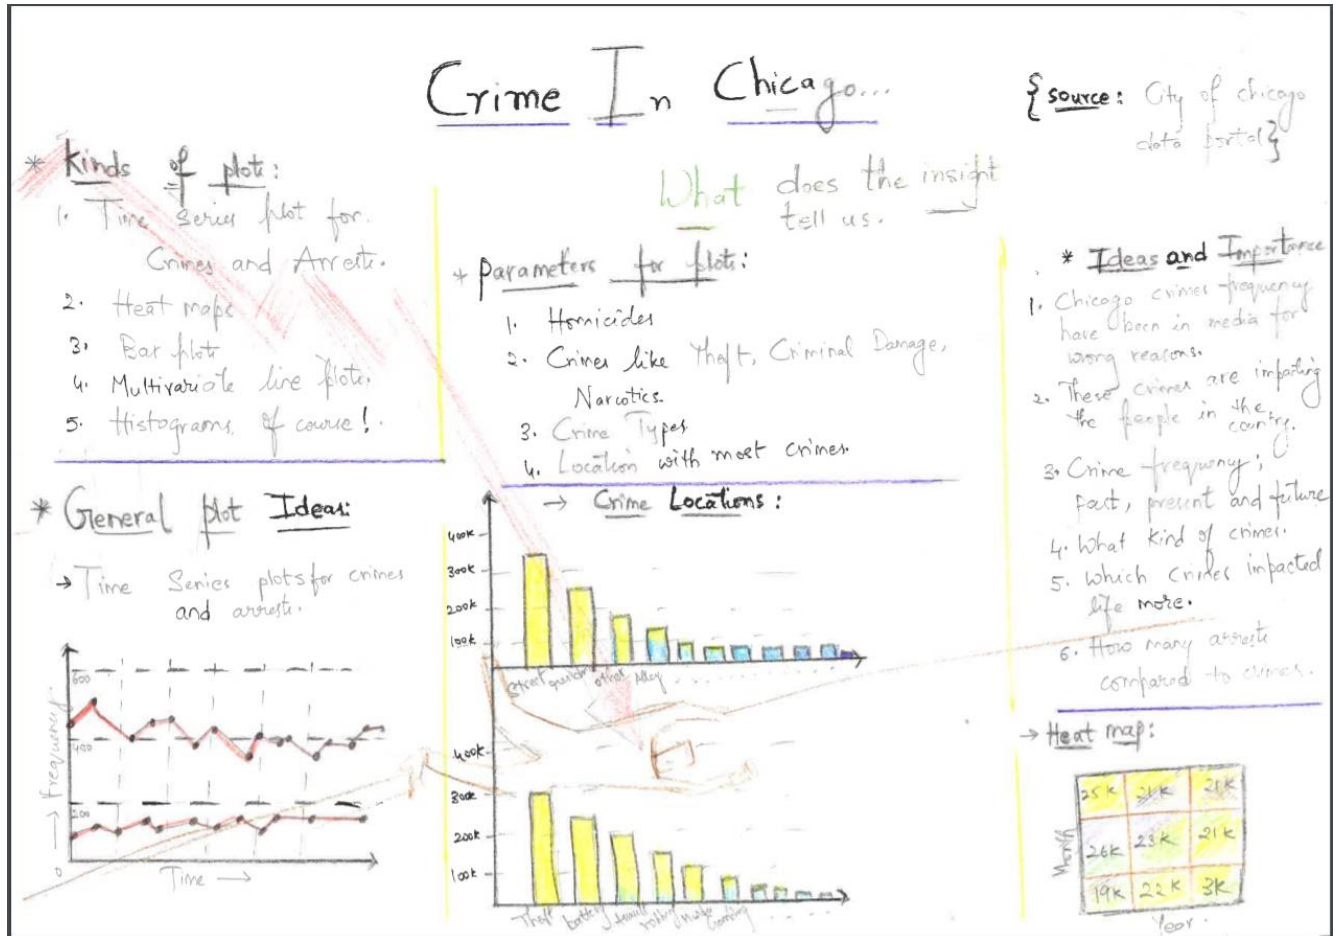 Crime In Chicago...
{Source: City of chicago
data portal}
What does the insight
tell us.
* Kinds of plots:
1. Time Series plot for
Crimes and Arrests.
2. Heat maps
3. Bar plots
4. Multivariate line plots.
5. Histograms of course!
* General plot Ideas:
→ Time Series plots for crimes
and arrests.
600
400
200
0
Frequency
Time
* Parameters for plots:
1. Homicides
2. Crimes like Theft, Criminal Damage,
Narcotics.
3. Crime Types
4. Location with most crimes.
→ Crime Locations:
400k
300k
200k
100k
Street other Alley
400k
300k
200k
100k
Theft battery
* Ideas and Importance
1. Chicago crimes frequency
have been in media for
wrong reasons.
2. These crimes are impacting
the people in the
country.
3. Crime frequency;
Past, present and future
4. What kind of crimes.
5. Which crimes impacted
life more.
6. How many arrests
compared to crimes.
→ Heat map:
25k 21k
26k 23k 21k
19k 22k 3k
Month
Year.